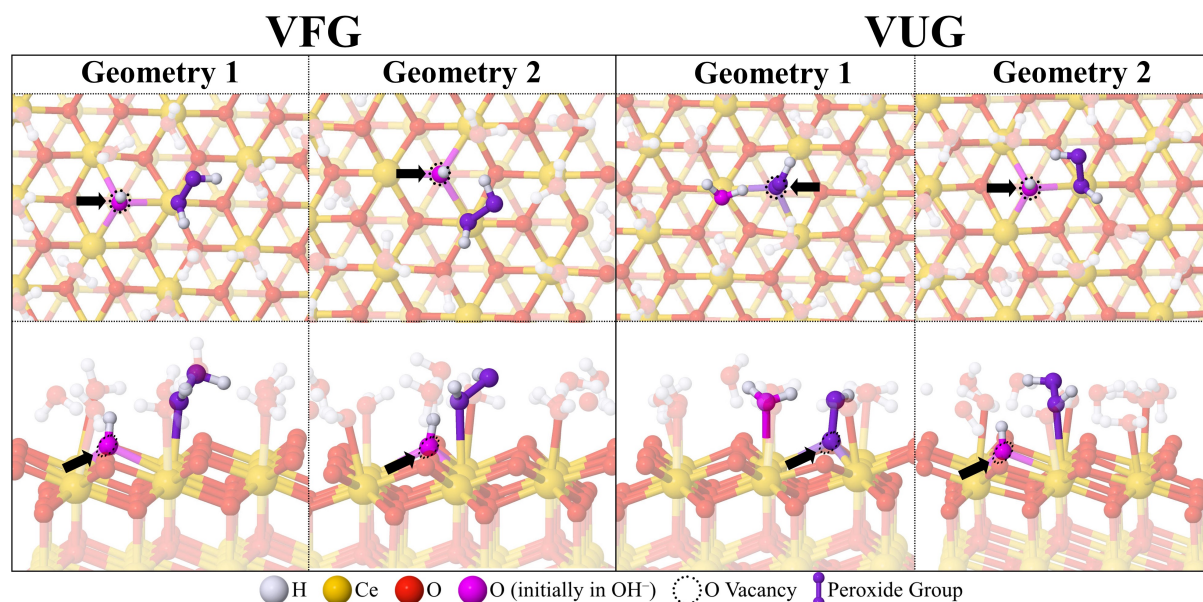 VFG VUG
Geometry 1 Geometry 2 Geometry 1 Geometry 2
H Ce O O (initially in OH⁻) O Vacancy Peroxide Group